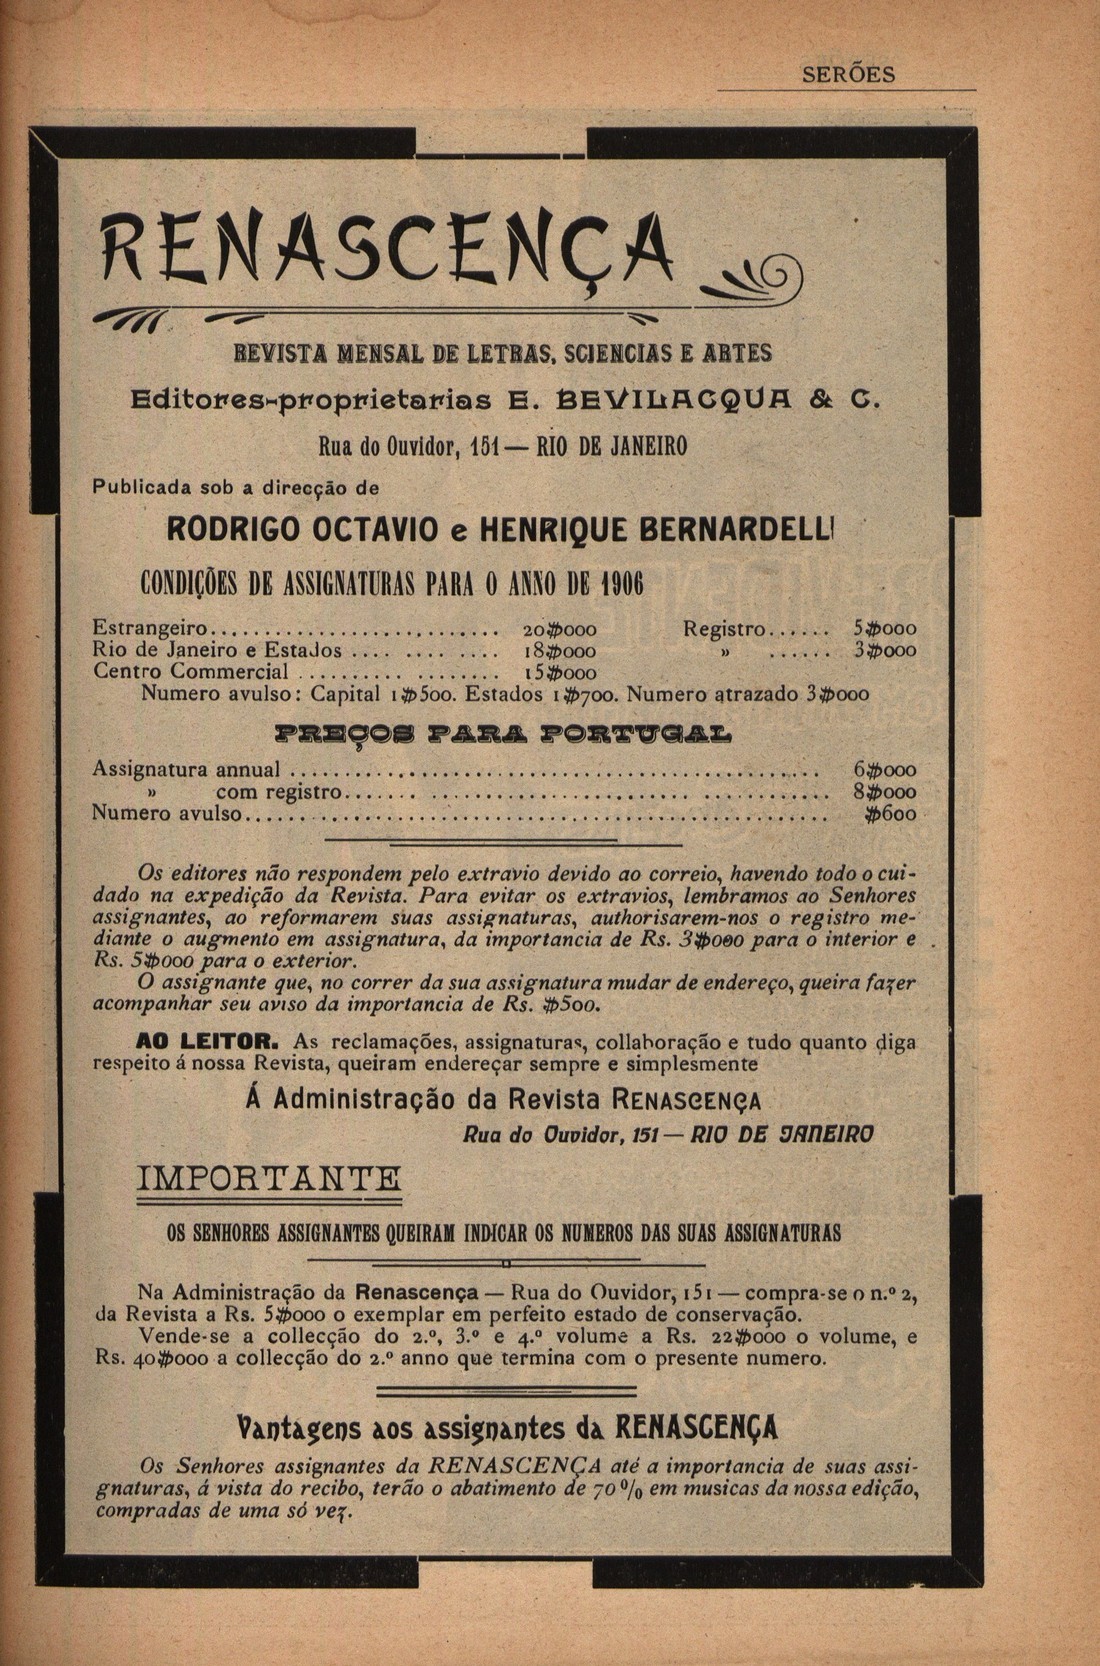 SERÕES
RENASCENÇA
REVISTA MENSAL DE LETRAS, SCIENCIAS E ARTES
Editores-proprietarias E. BEVILACQUA & C.
Rua do Ouvidor, 151 — RIO DE JANEIRO
Publicada sob a direcção de
RODRIGO OCTAVIO e HENRIQUE BERNARDELLI
CONDIÇÕES DE ASSIGNATURAS PARA O ANNO DE 1906
Estrangeiro.......................... 20$000 Registro...... 5$000
Rio de Janeiro e Estados .... .... .... 18$000 » ...... 3$000
Centro Commercial .......... ........ 15$000
Numero avulso: Capital 1$500. Estados 1$700. Numero atrazado 3$000
PREÇOS PARA PORTUGAL
Assignatura annual ................................................ 6$000
» com registro...................................... ............ 8$000
Numero avulso...................................................... $600
Os editores não respondem pelo extravio devido ao correio, havendo todo o cui-
dado na expedição da Revista. Para evitar os extravios, lembramos ao Senhores
assignantes, ao reformarem suas assignaturas, authorisarem-nos o registro me-
diante o augmento em assignatura, da importancia de Rs. 3$000 para o interior e
Rs. 5$000 para o exterior.
O assignante que, no correr da sua assignatura mudar de endereço, queira fazer
acompanhar seu aviso da importancia de Rs. $500.
AO LEITOR. As reclamações, assignaturas, collaboração e tudo quanto diga
respeito á nossa Revista, queiram endereçar sempre e simplesmente
Á Administração da Revista RENASCENÇA
Rua do Ouvidor, 151 — RIO DE JANEIRO
IMPORTANTE
OS SENHORES ASSIGNANTES QUEIRAM INDICAR OS NUMEROS DAS SUAS ASSIGNATURAS
Na Administração da Renascença — Rua do Ouvidor, 151 — compra-se o n.º 2,
da Revista a Rs. 5$000 o exemplar em perfeito estado de conservação.
Vende-se a collecção do 2.º, 3.º e 4.º volume a Rs. 22$000 o volume, e
Rs. 40$000 a collecção do 2.º anno que termina com o presente numero.
Vantagens aos assignantes da RENASCENÇA
Os Senhores assignantes da RENASCENÇA até a importancia de suas assi-
gnaturas, á vista do recibo, terão o abatimento de 70 % em musicas da nossa edição,
compradas de uma só vez.